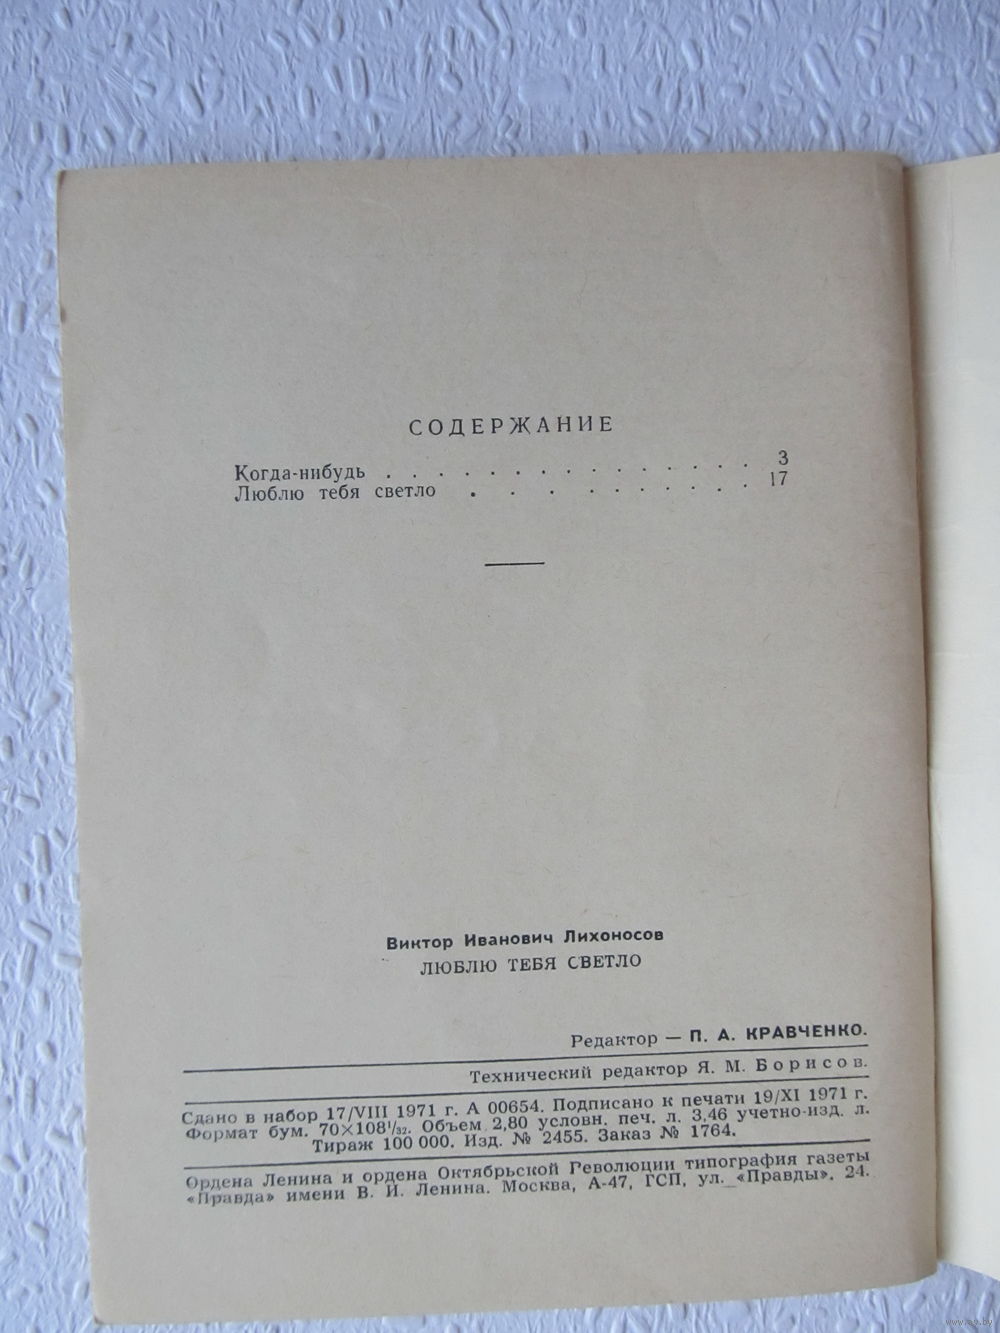 СОДЕРЖАНИЕ
Когда-нибудь . . . . . . . . . . . . . . . 3
Люблю тебя светло . . . . . . . . . . 17
Виктор Иванович Лихоносов
ЛЮБЛЮ ТЕБЯ СВЕТЛО
Редактор — П. А. КРАВЧЕНКО.
Технический редактор Я. М. Борисов.
Сдано в набор 17/VIII 1971 г. А 00654. Подписано к печати 19/XI 1971 г.
Формат бум. 70×108¹/₃₂. Объем 2,80 условн. печ. л. 3,46 учетно-изд. л.
Тираж 100 000. Изд. № 2455. Заказ № 1764.
Ордена Ленина и ордена Октябрьской Революции типография газеты
«Правда» имени В. И. Ленина. Москва, А-47, ГСП, ул. «Правды», 24.
www.ay.by